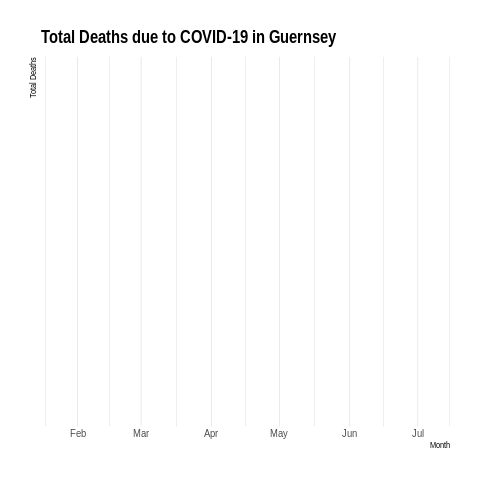 Total Deaths due to COVID-19 in Guernsey
Total Deaths
Feb Mar Apr May Jun Jul
Month